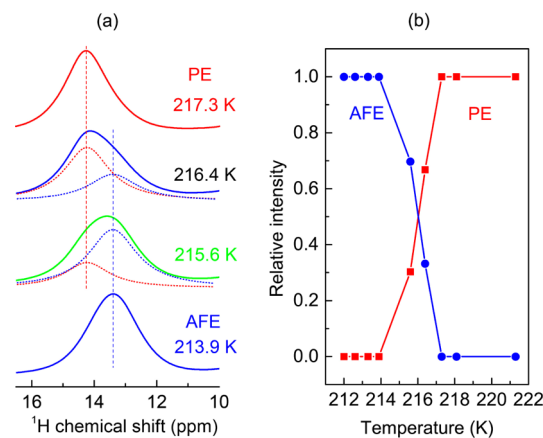 (a)
PE
217.3 K
216.4 K
215.6 K
AFE
213.9 K
16 14 12 10
¹H chemical shift (ppm)
(b)
1.0
0.8
0.6
0.4
0.2
0.0
Relative intensity
AFE PE
212 214 216 218 220 222
Temperature (K)